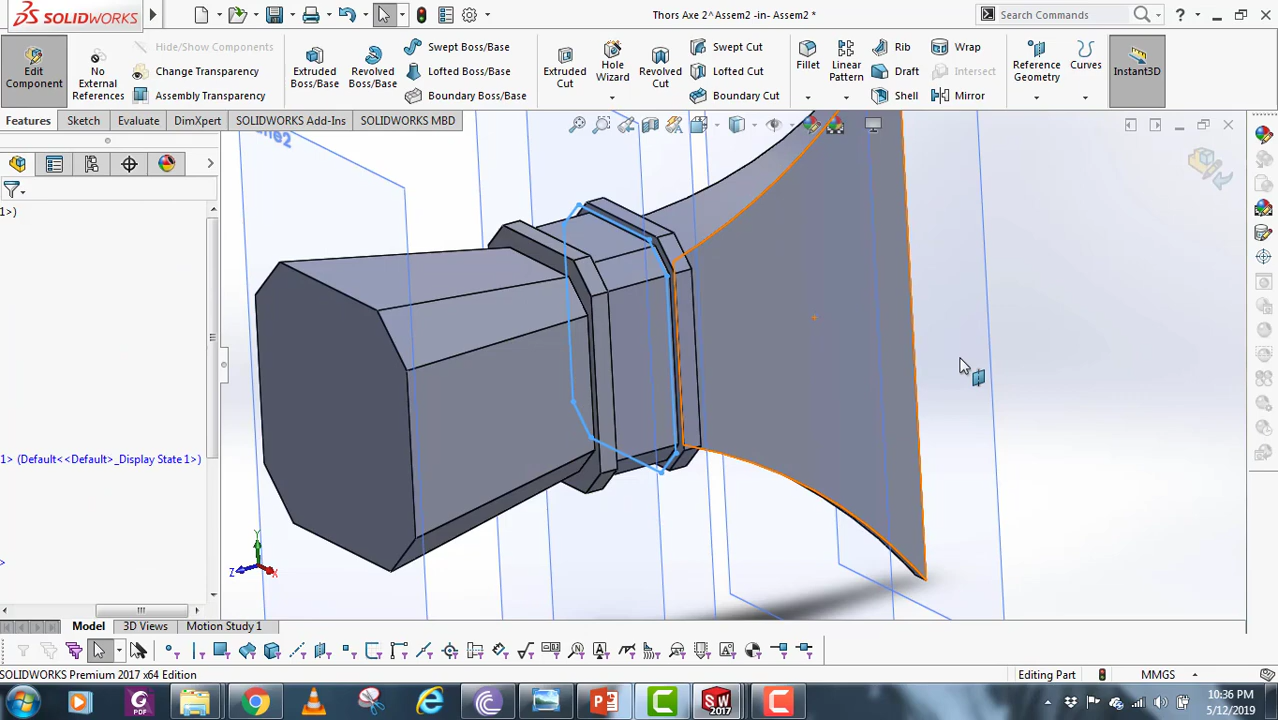 SOLIDWORKS
Thors Axe 2^Assem2 -in- Assem2 *
Search Commands
?
Edit Component
No External References
Hide/Show Components
Change Transparency
Assembly Transparency
Extruded Boss/Base
Revolved Boss/Base
Swept Boss/Base
Lofted Boss/Base
Boundary Boss/Base
Extruded Cut
Hole Wizard
Revolved Cut
Swept Cut
Lofted Cut
Boundary Cut
Fillet
Linear Pattern
Rib
Draft
Shell
Wrap
Intersect
Mirror
Reference Geometry
Curves
Instant3D
Features
Sketch
Evaluate
DimXpert
SOLIDWORKS Add-Ins
SOLIDWORKS MBD
1>)
1> (Default<<Default>_Display State 1>)
>
Y
Z
X
Model
3D Views
Motion Study 1
SOLIDWORKS Premium 2017 x64 Edition
Editing Part
MMGS
PDF
SW
2017
10:36 PM
5/12/2019